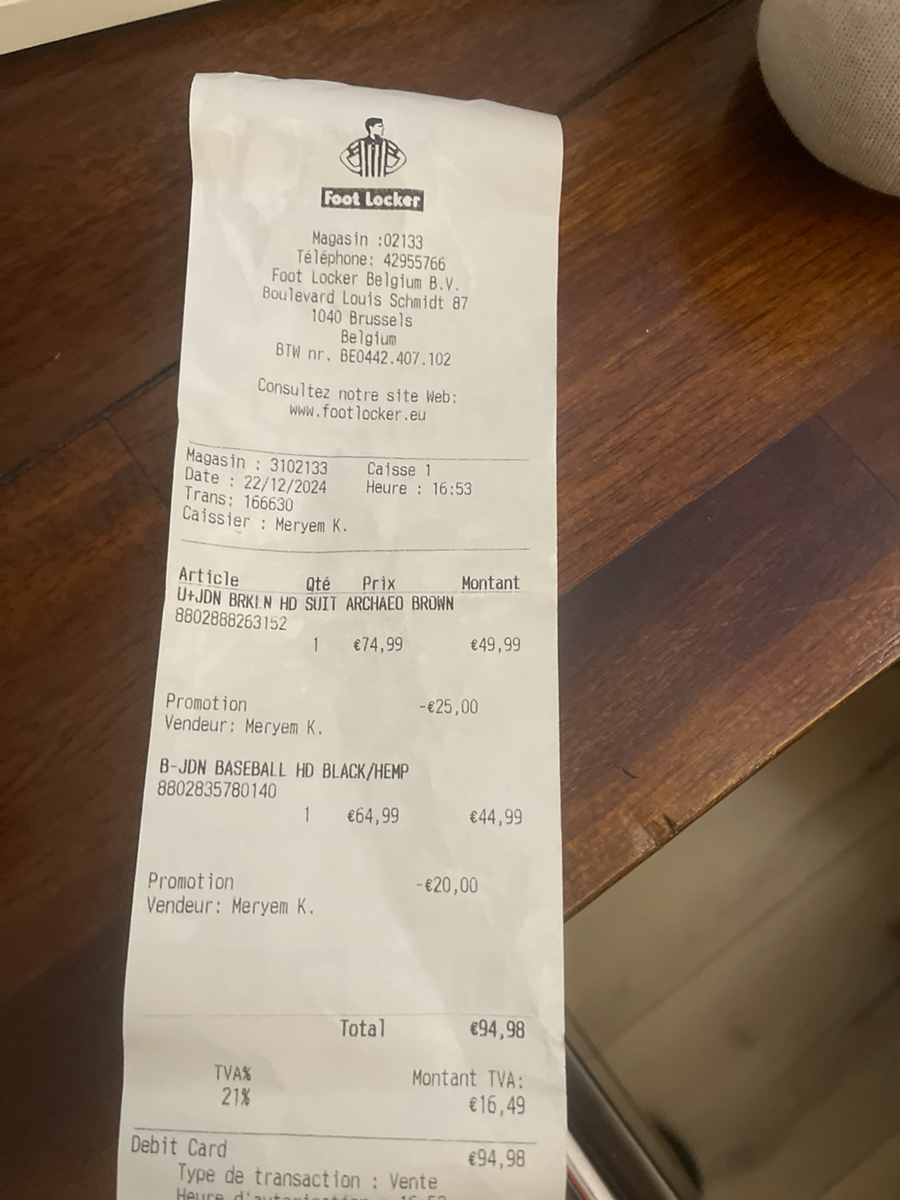 Foot Locker
Magasin :02133
Téléphone: 42955766
Foot Locker Belgium B.V.
Boulevard Louis Schmidt 87
1040 Brussels
Belgium
BTW nr. BE0442.407.102
Consultez notre site Web:
www.footlocker.eu
Magasin : 3102133 Caisse 1
Date : 22/12/2024 Heure : 16:53
Trans: 166630
Caissier : Meryem K.
Article Qté Prix Montant
U+JDN BRKLN HD SUIT ARCHAEO BROWN
8802888263152
1 €74,99 €49,99
Promotion -€25,00
Vendeur: Meryem K.
B-JDN BASEBALL HD BLACK/HEMP
8802835780140
1 €64,99 €44,99
Promotion -€20,00
Vendeur: Meryem K.
Total €94,98
TVA% Montant TVA:
21% €16,49
Debit Card €94,98
Type de transaction : Vente
Heure d'autorisation : 16:53